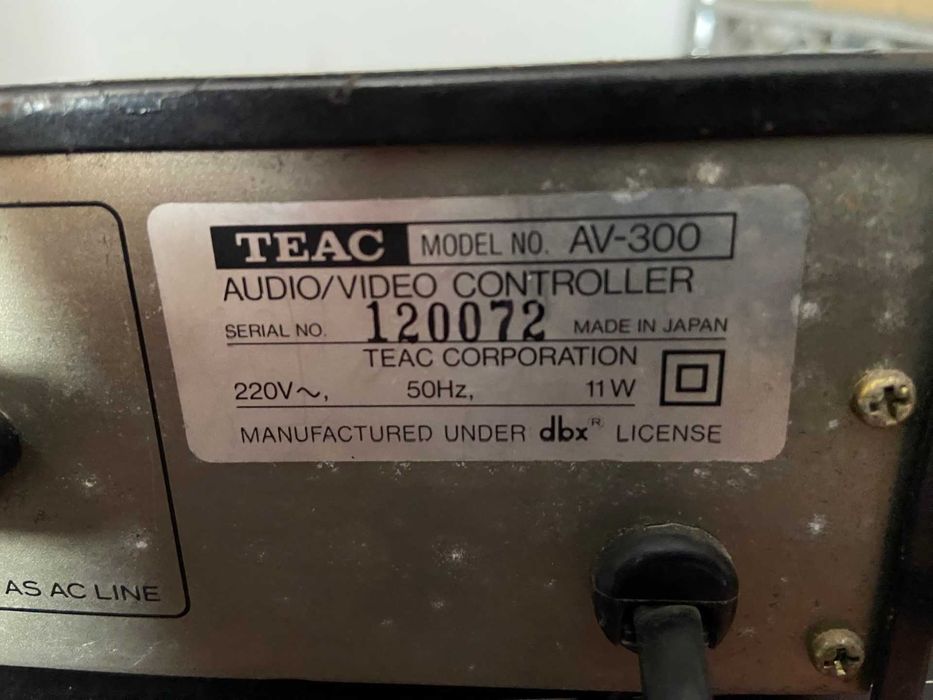 TEAC MODEL NO. AV-300
AUDIO/VIDEO CONTROLLER
SERIAL NO. 120072 MADE IN JAPAN
TEAC CORPORATION
220V~, 50Hz, 11W
MANUFACTURED UNDER dbx® LICENSE
AS AC LINE